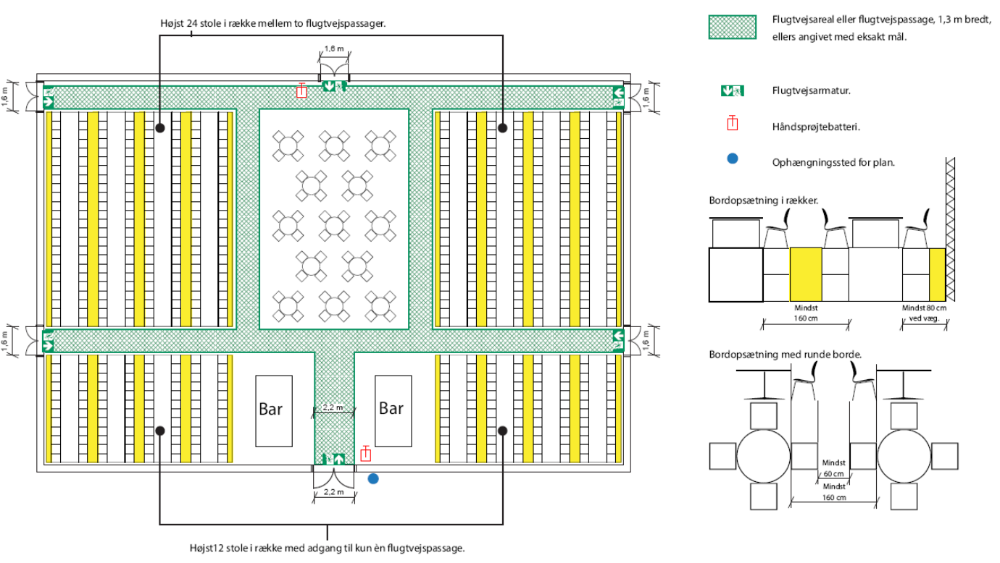 Højst 24 stole i række mellem to flugtvejspassager.
1,6 m
1,6 m
1,6 m
1,6 m
1,6 m
Bar
Bar
2,2 m
2,2 m
Højst12 stole i række med adgang til kun èn flugtvejspassage.
Flugtvejsareal eller flugtvejspassage, 1,3 m bredt,
ellers angivet med eksakt mål.
Flugtvejsarmatur.
Håndsprøjtebatteri.
Ophængningssted for plan.
Bordopsætning i rækker.
Mindst
160 cm
Mindst 80 cm
ved væg.
Bordopsætning med runde borde.
Mindst
60 cm
Mindst
160 cm